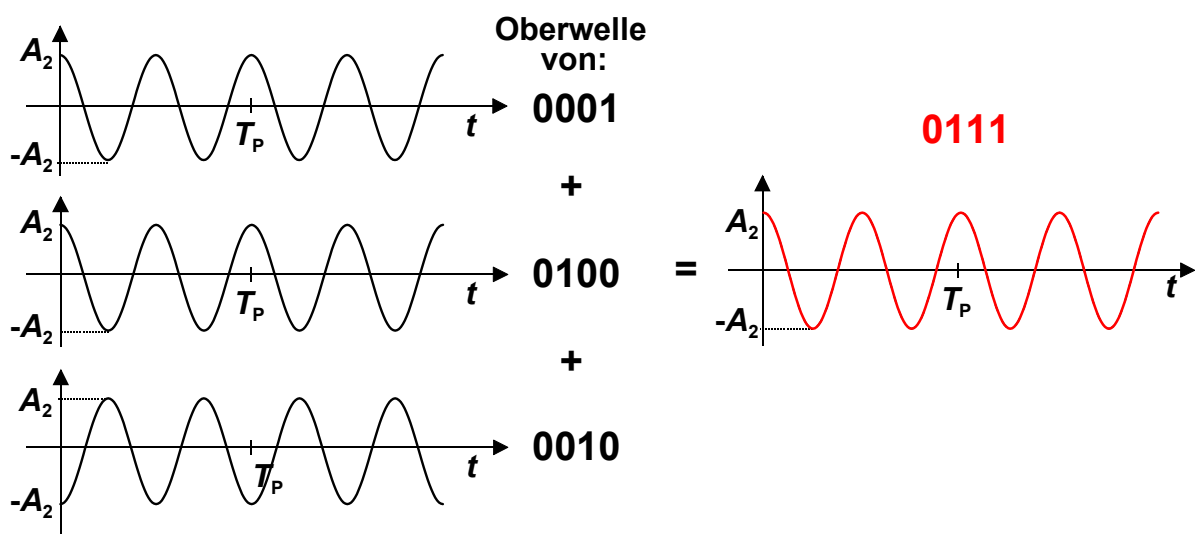 Oberwelle
von:
A2
-A2
TP
t
0001
+
A2
-A2
TP
t
0100
+
A2
-A2
TP
t
0010
=
0111
A2
-A2
TP
t